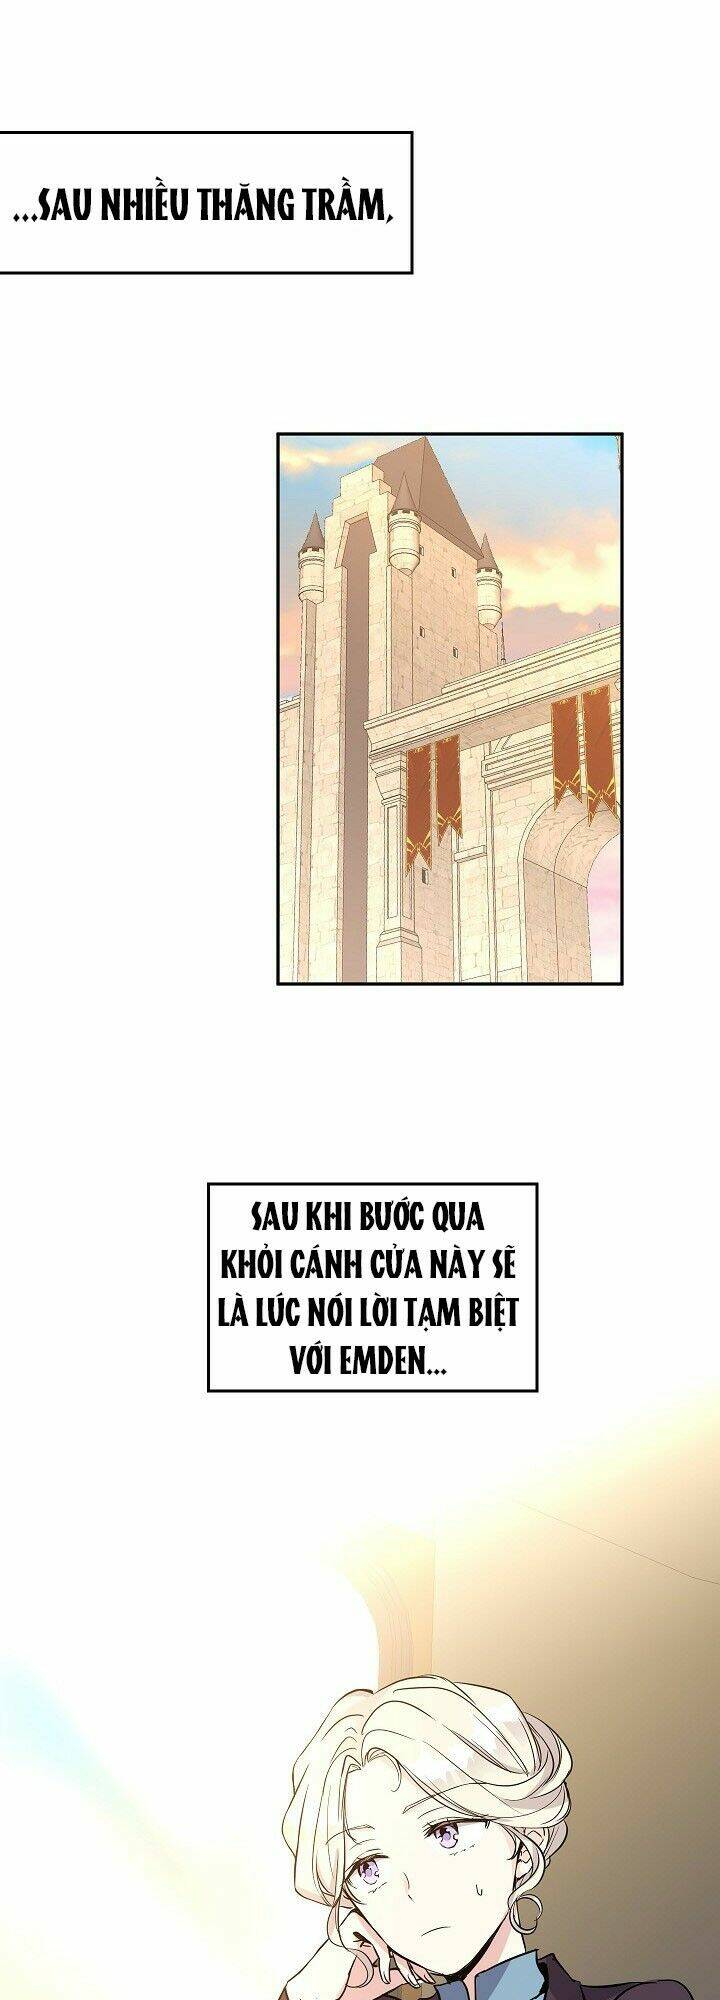 ...SAU NHIỀU THĂNG TRẦM,
SAU KHI BƯỚC QUA
KHỎI CÁNH CỬA NÀY SẼ
LÀ LÚC NÓI LỜI TẠM BIỆT
VỚI EMDEN...